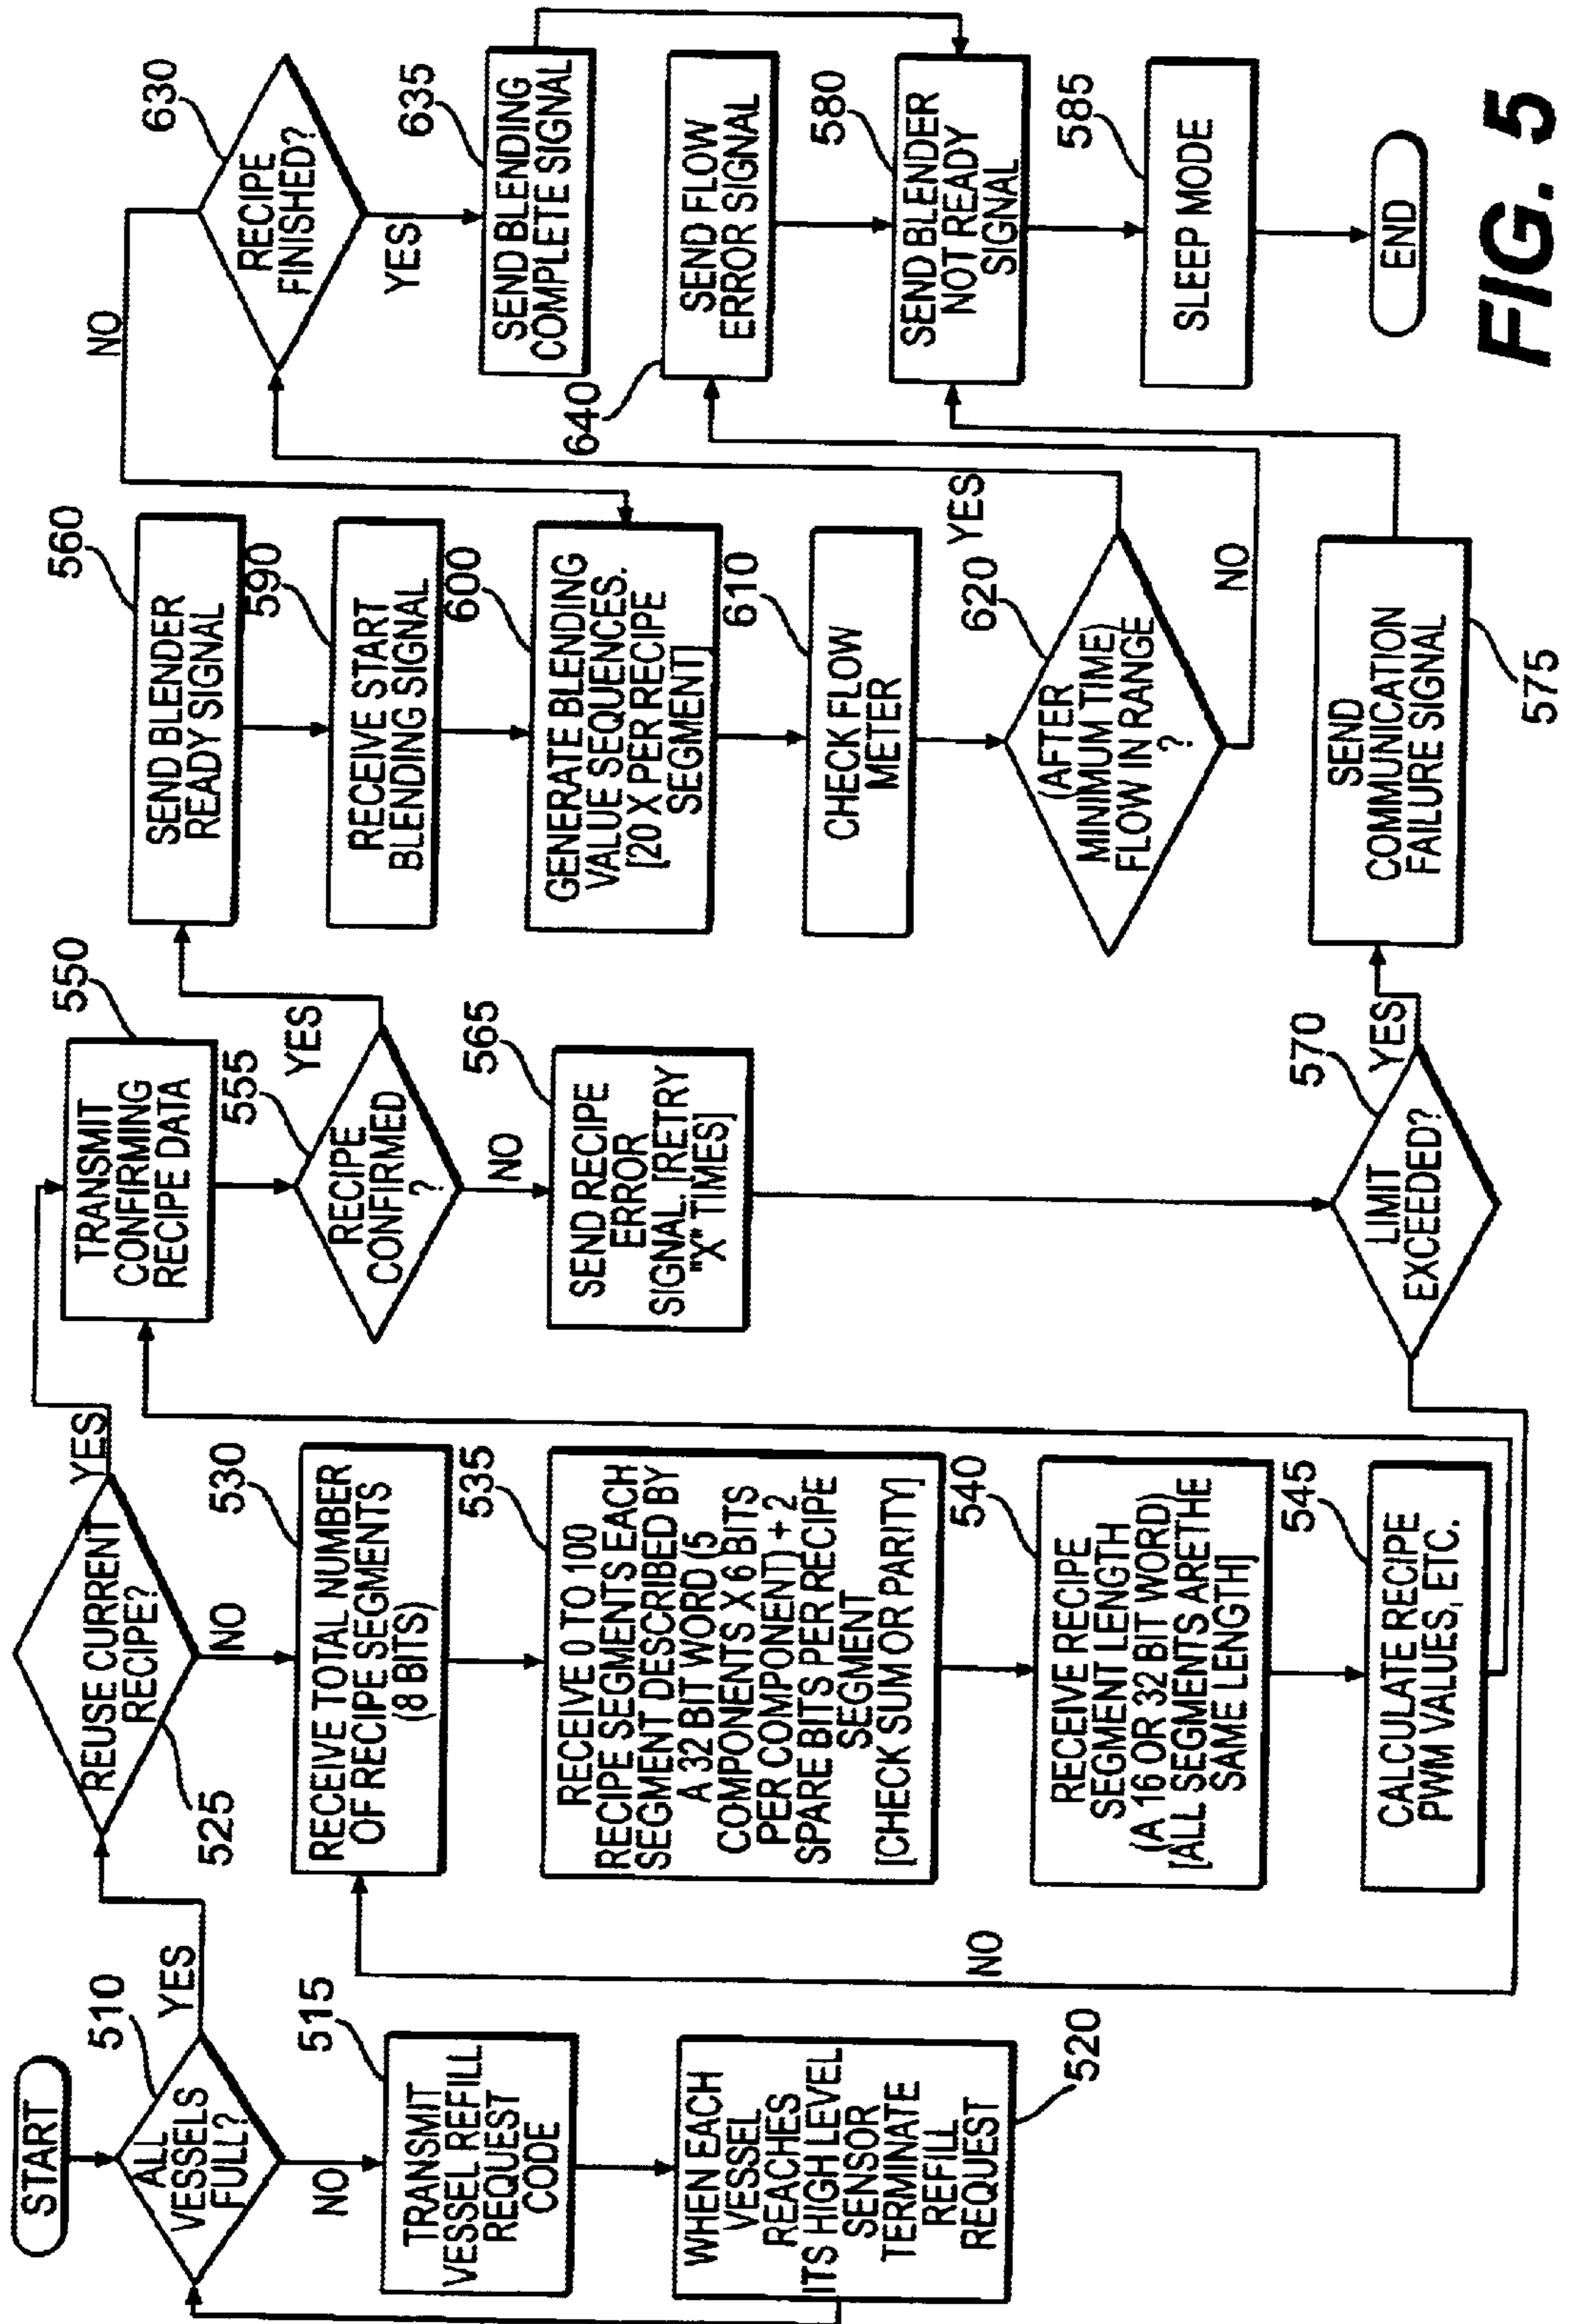 START
510
ALL
VESSELS
FULL?
YES
NO
515
TRANSMIT
VESSEL REFILL
REQUEST
CODE
WHEN EACH
VESSEL
REACHES
ITS HIGH LEVEL
SENSOR
TERMINATE
REFILL
REQUEST
520
REUSE CURRENT
RECIPE?
YES
525
NO
530
RECEIVE TOTAL NUMBER
OF RECIPE SEGMENTS
(8 BITS)
535
RECEIVE 0 TO 100
RECIPE SEGMENTS EACH
SEGMENT DESCRIBED BY
A 32 BIT WORD (5
COMPONENTS X 6 BITS
PER COMPONENT) + 2
SPARE BITS PER RECIPE
SEGMENT
[CHECK SUM OR PARITY]
NO
540
RECEIVE RECIPE
SEGMENT LENGTH
(A 16 OR 32 BIT WORD)
[ALL SEGMENTS ARE THE
SAME LENGTH]
545
CALCULATE RECIPE
PWM VALUES, ETC.
550
TRANSMIT
CONFIRMING
RECIPE DATA
555
RECIPE
CONFIRMED
?
YES
NO
565
SEND RECIPE
ERROR
SIGNAL. [RETRY
"X" TIMES]
570
LIMIT
EXCEEDED?
YES
560
SEND BLENDER
READY SIGNAL
590
RECEIVE START
BLENDING SIGNAL
600
GENERATE BLENDING
VALUE SEQUENCES.
[20 X PER RECIPE
SEGMENT]
610
CHECK FLOW
METER
620
(AFTER
MINIMUM TIME)
FLOW IN RANGE
?
YES
NO
SEND
COMMUNICATION
FAILURE SIGNAL
575
NO
630
RECIPE
FINISHED?
YES
635
SEND BLENDING
COMPLETE SIGNAL
640
SEND FLOW
ERROR SIGNAL
580
SEND BLENDER
NOT READY
SIGNAL
585
SLEEP MODE
END
FIG. 5